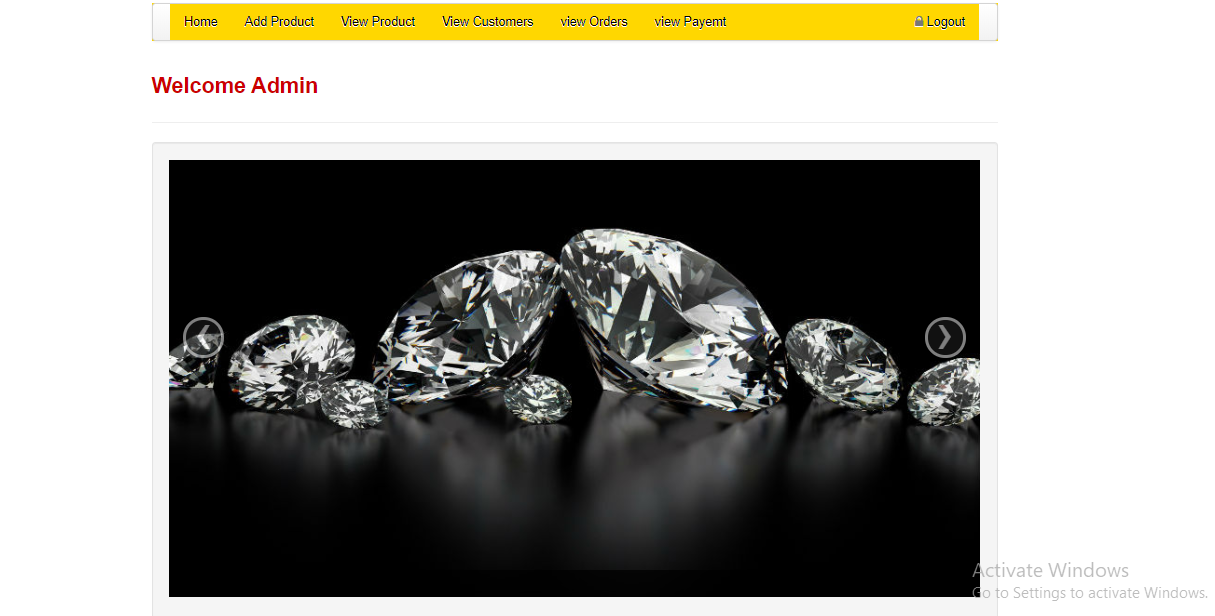 Home Add Product View Product View Customers view Orders view Payemt Logout
Welcome Admin
Activate Windows
Go to Settings to activate Windows.